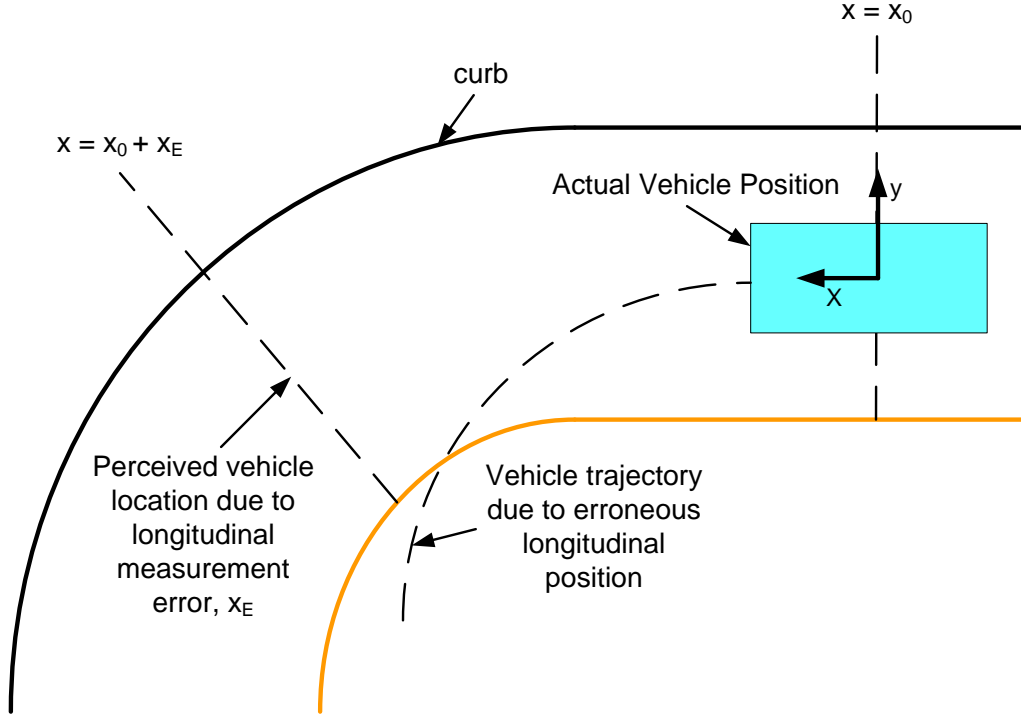 x = x0
curb
x = x0 + xE
Actual Vehicle Position
y
X
Perceived vehicle
location due to
longitudinal
measurement
error, xE
Vehicle trajectory
due to erroneous
longitudinal
position